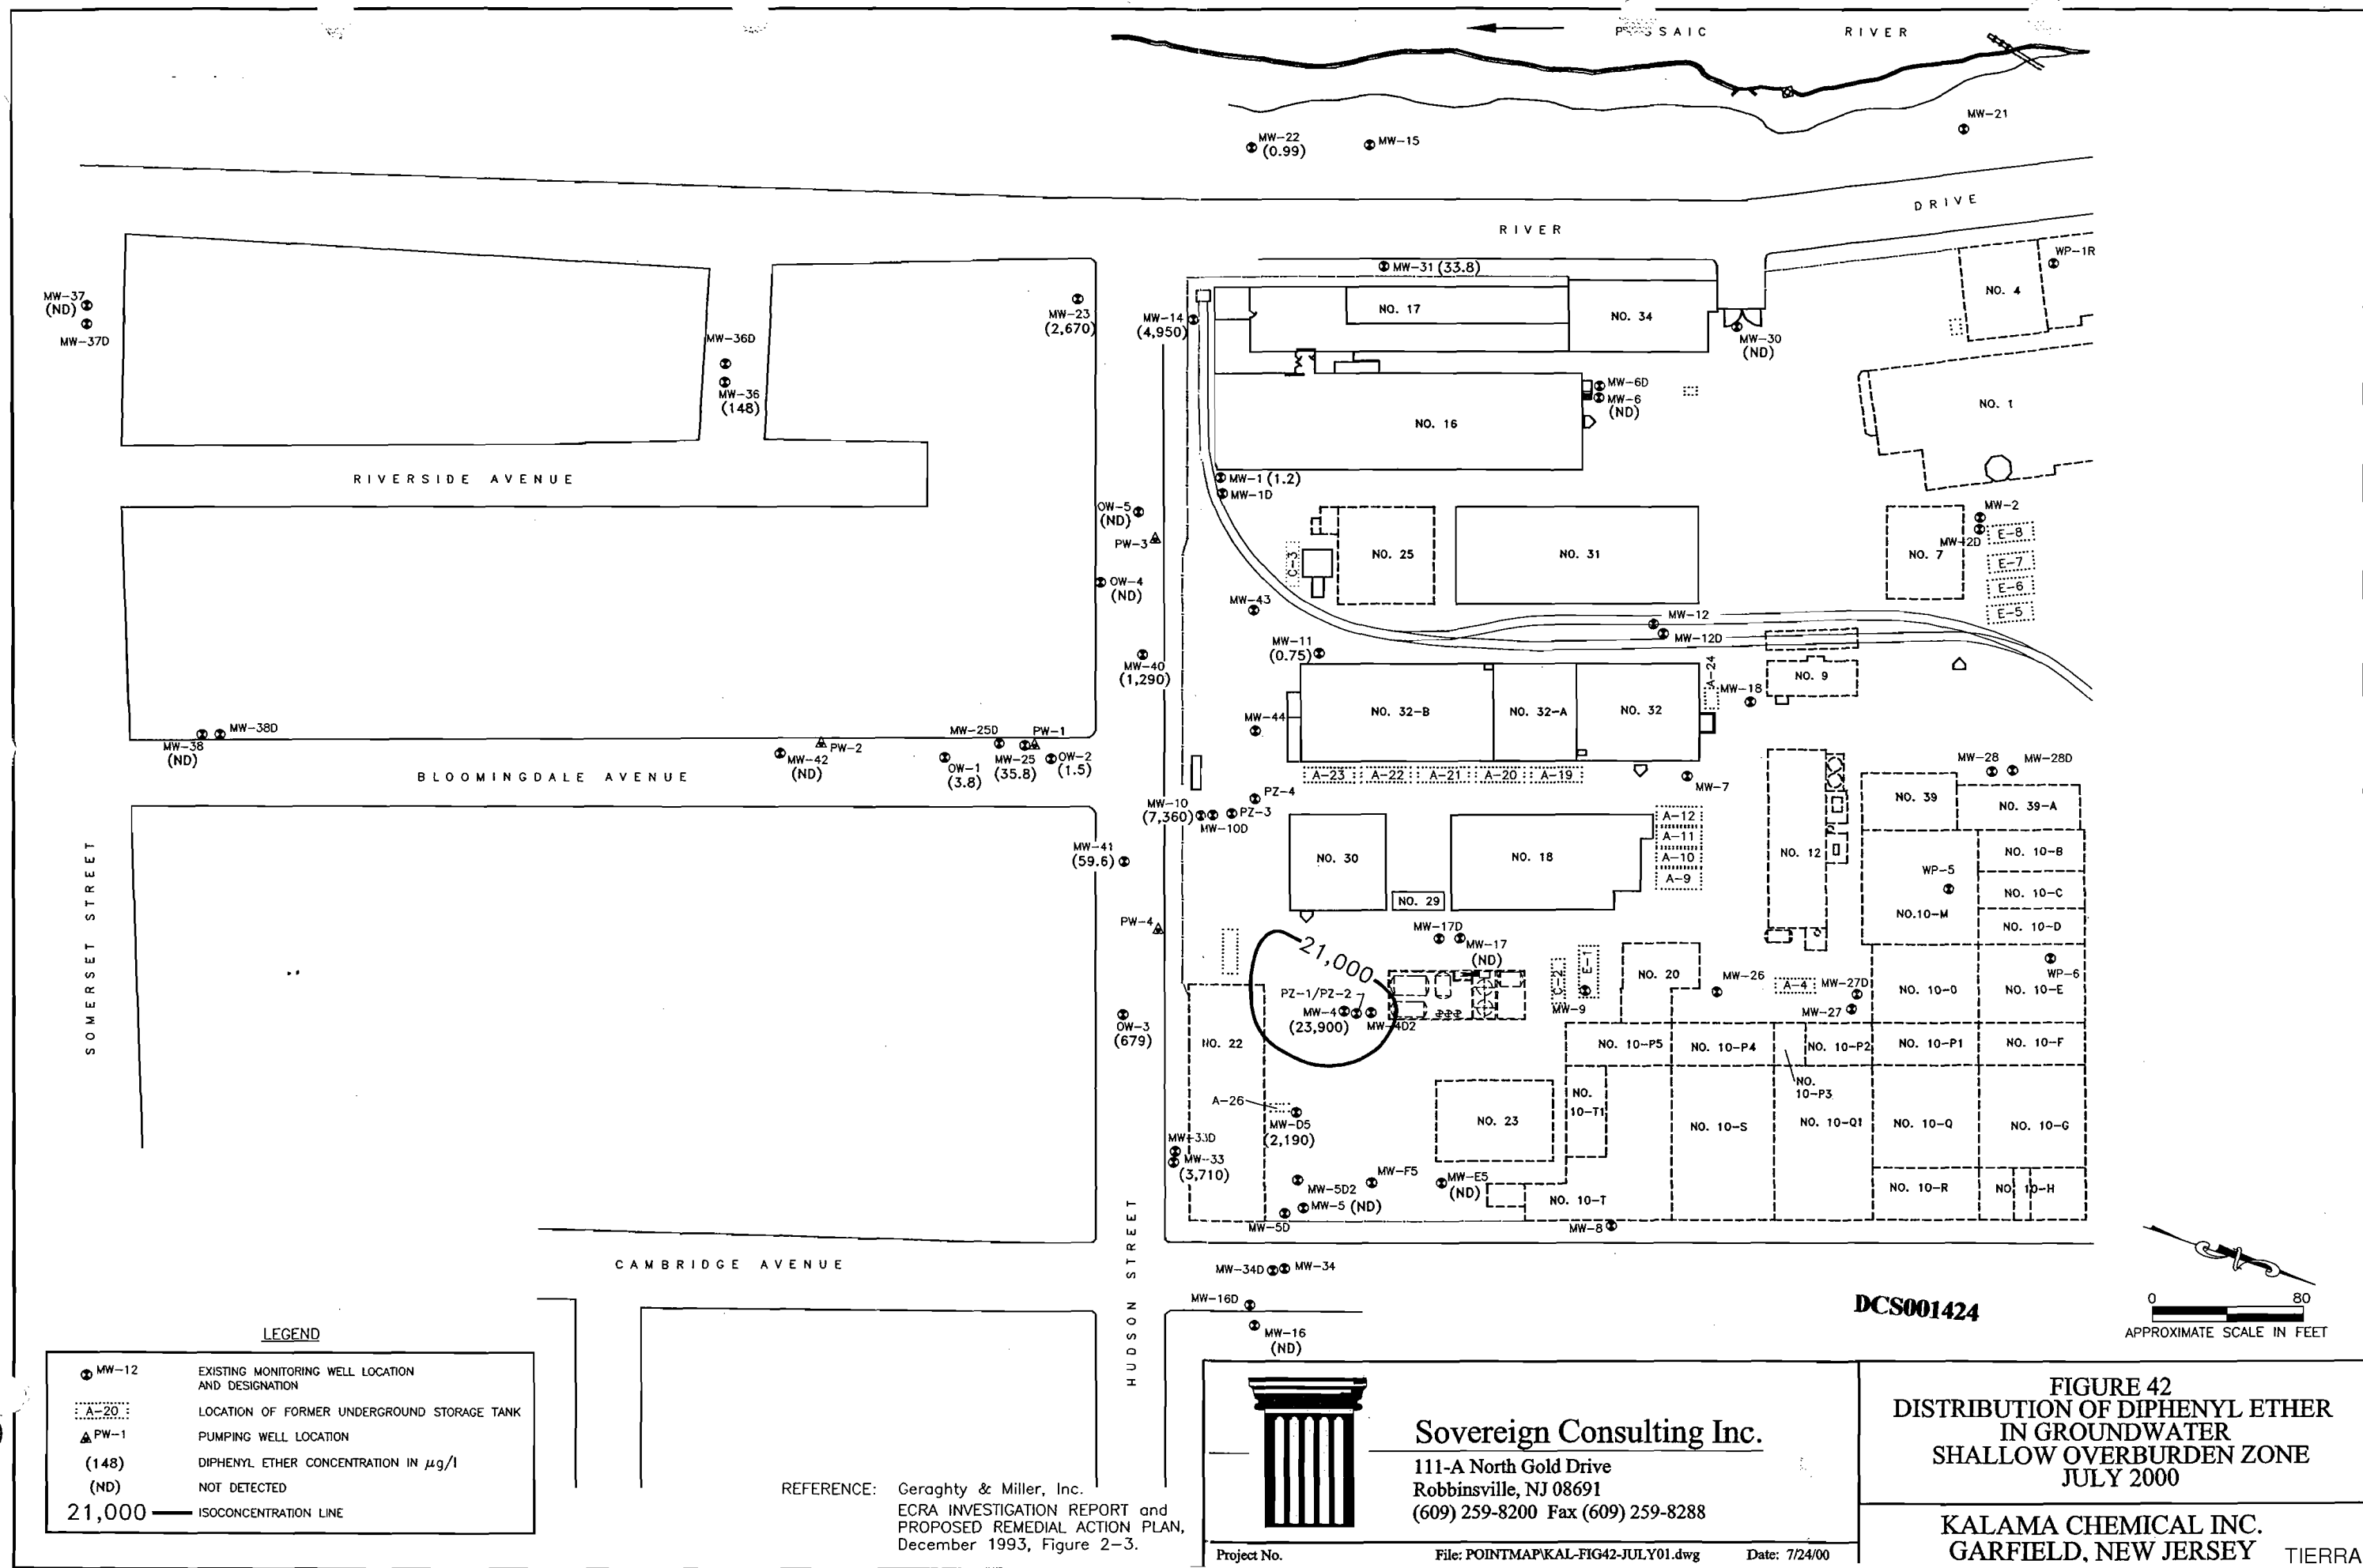 PASSAIC RIVER
MW-21
MW-22
(0.99)
MW-15
DRIVE
RIVER
WP-1R
MW-31 (33.8)
NO. 4
MW-37
(ND)
MW-37D
MW-23
(2,670)
MW-14
(4,950)
NO. 17
NO. 34
MW-30
(ND)
MW-36D
MW-36
(148)
MW-6D
MW-6
(ND)
NO. 1
NO. 16
RIVERSIDE AVENUE
MW-1 (1.2)
MW-1D
OW-5
(ND)
PW-3
MW-2
MW-2D
E-8
E-7
E-6
E-5
C-3
NO. 25
NO. 31
NO. 7
OW-4
(ND)
MW-43
MW-12
MW-12D
MW-11
(0.75)
MW-40
(1,290)
A-24
NO. 9
MW-18
MW-44
NO. 32-B
NO. 32-A
NO. 32
MW-38D
MW-38
(ND)
MW-25D
PW-1
PW-2
MW-42
(ND)
OW-1
(3.8)
MW-25
(35.8)
OW-2
(1.5)
BLOOMINGDALE AVENUE
A-23
A-22
A-21
A-20
A-19
MW-7
MW-28
MW-28D
PZ-4
MW-10
(7,360)
PZ-3
MW-10D
NO. 39
NO. 39-A
A-12
A-11
A-10
A-9
MW-41
(59.6)
NO. 30
NO. 18
NO. 12
NO. 10-B
WP-5
NO. 10-C
NO. 29
NO.10-M
NO. 10-D
PW-4
MW-17D
MW-17
(ND)
21,000
SOMERSET STREET
C-2
E-1
NO. 20
MW-26
A-4
MW-27D
WP-6
PZ-1/PZ-2
MW-4
(23,900)
MW-4D2
MW-9
MW-27
NO. 10-O
NO. 10-E
OW-3
(679)
NO. 22
NO. 10-P5
NO. 10-P4
NO. 10-P2
NO. 10-P1
NO. 10-F
NO.
10-P3
NO.
10-T1
A-26
MW-D5
(2,190)
NO. 23
NO. 10-S
NO. 10-Q1
NO. 10-Q
NO. 10-G
MW-33D
MW-33
(3,710)
MW-F5
MW-E5
(ND)
MW-5D2
MW-5 (ND)
MW-5D
NO. 10-T
NO. 10-R
NO. 10-H
MW-8
HUDSON STREET
CAMBRIDGE AVENUE
MW-34D
MW-34
MW-16D
MW-16
(ND)
DCS001424
0 80
APPROXIMATE SCALE IN FEET
LEGEND
MW-12 EXISTING MONITORING WELL LOCATION
AND DESIGNATION
A-20 LOCATION OF FORMER UNDERGROUND STORAGE TANK
PW-1 PUMPING WELL LOCATION
(148) DIPHENYL ETHER CONCENTRATION IN µg/l
(ND) NOT DETECTED
21,000 ISOCONCENTRATION LINE
REFERENCE: Geraghty & Miller, Inc.
ECRA INVESTIGATION REPORT and
PROPOSED REMEDIAL ACTION PLAN,
December 1993, Figure 2-3.
Sovereign Consulting Inc.
111-A North Gold Drive
Robbinsville, NJ 08691
(609) 259-8200 Fax (609) 259-8288
Project No. File: POINTMAP\KAL-FIG42-JULY01.dwg Date: 7/24/00
FIGURE 42
DISTRIBUTION OF DIPHENYL ETHER
IN GROUNDWATER
SHALLOW OVERBURDEN ZONE
JULY 2000
KALAMA CHEMICAL INC.
GARFIELD, NEW JERSEY
TIERRA